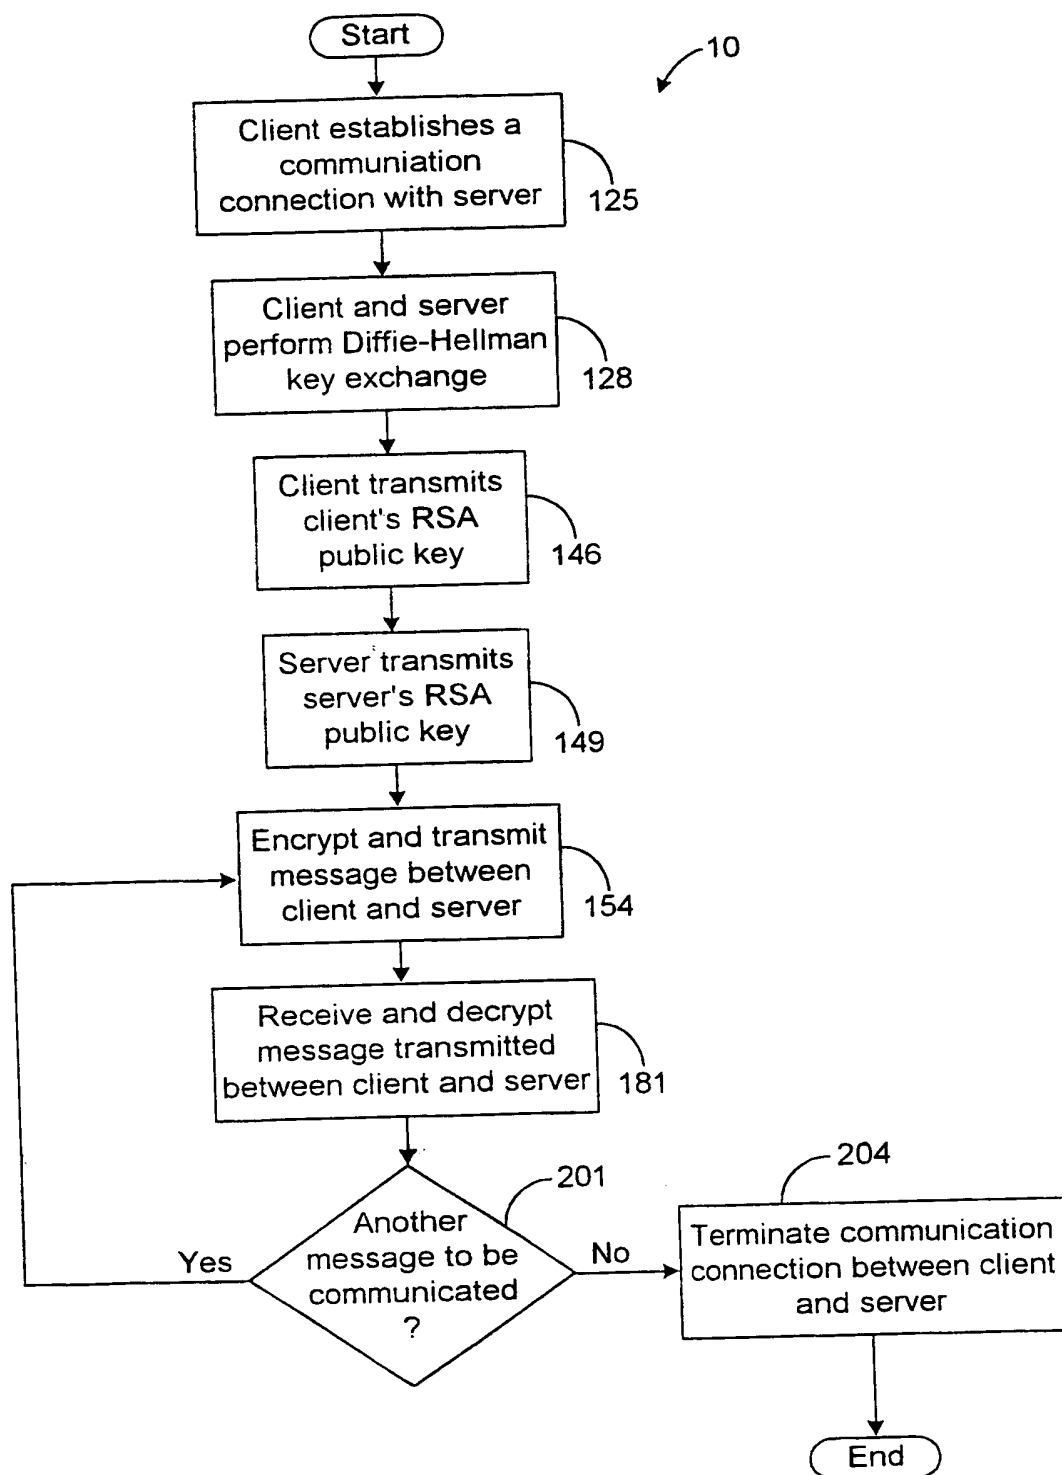 Start
10
Client establishes a
communiation
connection with server
125
Client and server
perform Diffie-Hellman
key exchange
128
Client transmits
client's RSA
public key
146
Server transmits
server's RSA
public key
149
Encrypt and transmit
message between
client and server
154
Receive and decrypt
message transmitted
between client and server
181
201
Another
message to be
communicated
?
Yes
No
204
Terminate communication
connection between client
and server
End